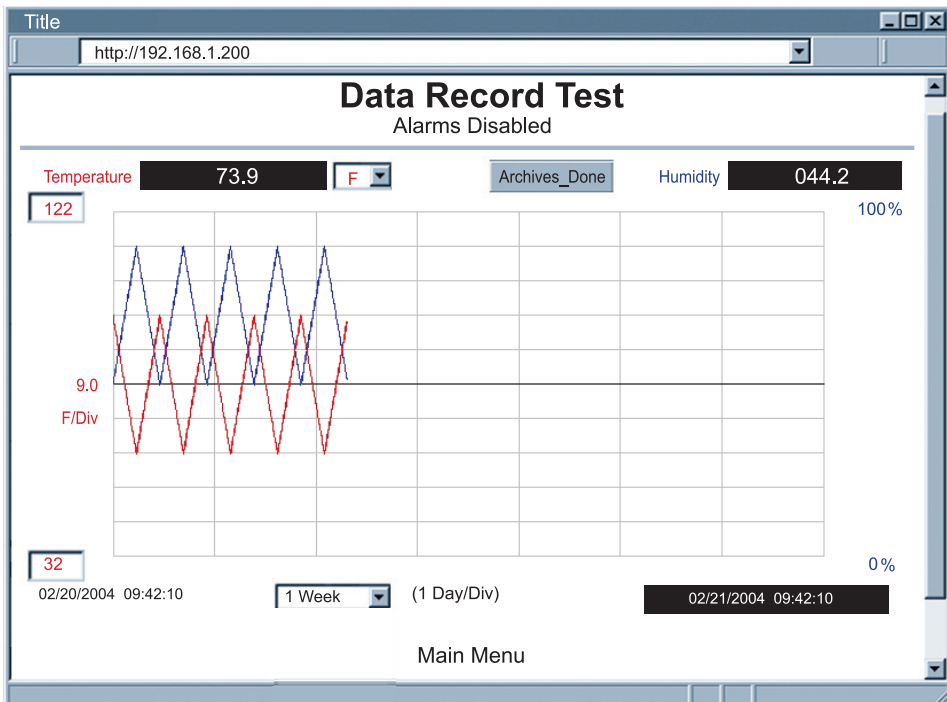 Title
http://192.168.1.200
Data Record Test
Alarms Disabled
Temperature 73.9 F Archives_Done Humidity 044.2
122 100%
9.0
F/Div
32 0%
02/20/2004 09:42:10 1 Week (1 Day/Div) 02/21/2004 09:42:10
Main Menu